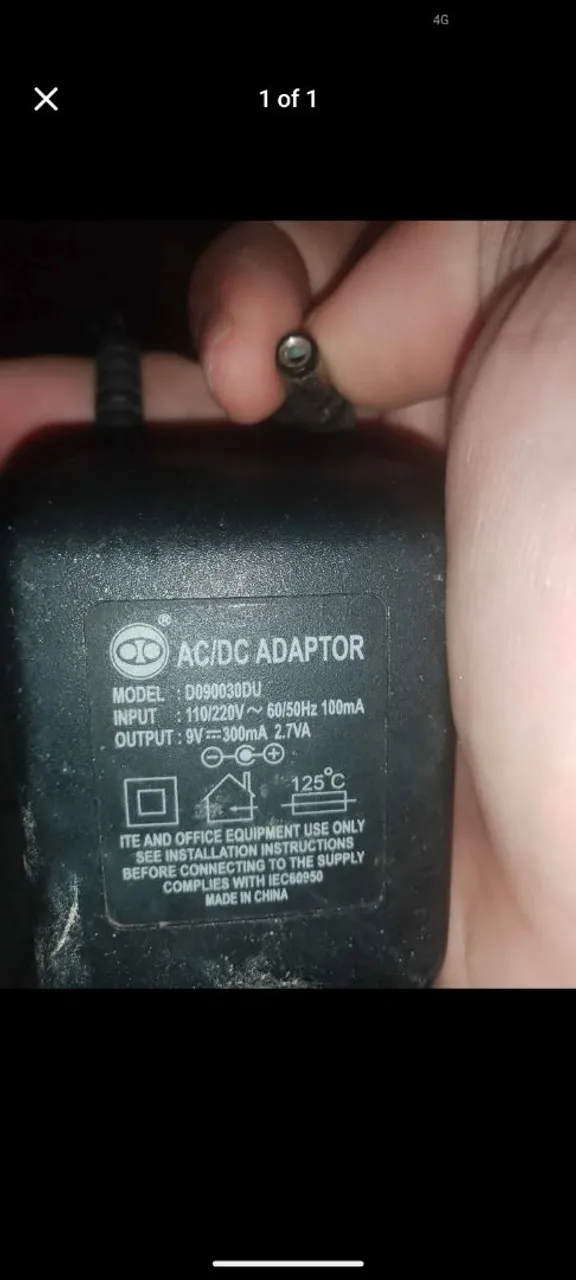 4G
1 of 1
®
AC/DC ADAPTOR
MODEL : D090030DU
INPUT : 110/220V ~ 60/50Hz 100mA
OUTPUT : 9V⎓300mA 2.7VA
125°C
ITE AND OFFICE EQUIPMENT USE ONLY
SEE INSTALLATION INSTRUCTIONS
BEFORE CONNECTING TO THE SUPPLY
COMPLIES WITH IEC60950
MADE IN CHINA